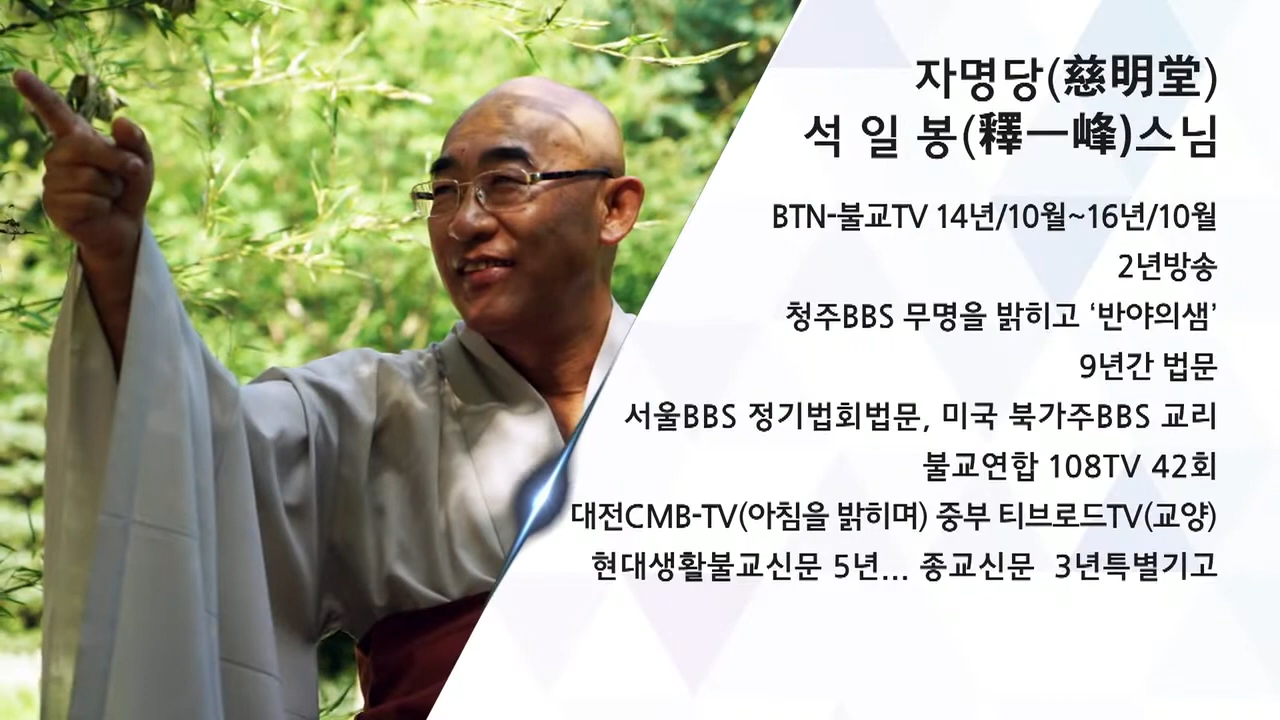 자명당(慈明堂)
석 일 봉(釋一峰)스님
BTN-불교TV 14년/10월~16년/10월
2년방송
청주BBS 무명을 밝히고 ‘반야의샘’
9년간 법문
서울BBS 정기법회법문, 미국 북가주BBS 교리
불교연합 108TV 42회
대전CMB-TV(아침을 밝히며) 중부 티브로드TV(교양)
현대생활불교신문 5년... 종교신문 3년특별기고